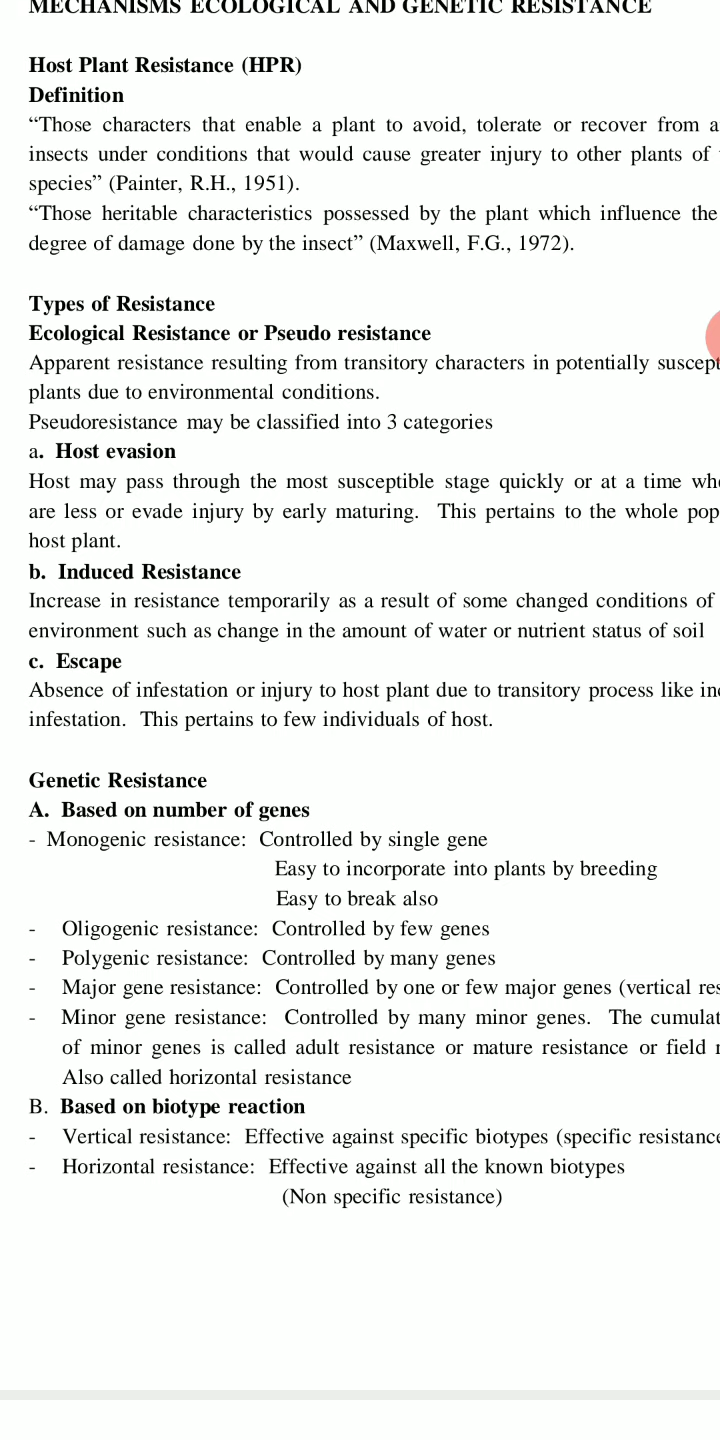 MECHANISMS ECOLOGICAL AND GENETIC RESISTANCE
Host Plant Resistance (HPR)
Definition
“Those characters that enable a plant to avoid, tolerate or recover from a
insects under conditions that would cause greater injury to other plants of
species” (Painter, R.H., 1951).
“Those heritable characteristics possessed by the plant which influence the
degree of damage done by the insect” (Maxwell, F.G., 1972).
Types of Resistance
Ecological Resistance or Pseudo resistance
Apparent resistance resulting from transitory characters in potentially suscept
plants due to environmental conditions.
Pseudoresistance may be classified into 3 categories
a. Host evasion
Host may pass through the most susceptible stage quickly or at a time whe
are less or evade injury by early maturing. This pertains to the whole pop
host plant.
b. Induced Resistance
Increase in resistance temporarily as a result of some changed conditions of
environment such as change in the amount of water or nutrient status of soil
c. Escape
Absence of infestation or injury to host plant due to transitory process like inc
infestation. This pertains to few individuals of host.
Genetic Resistance
A. Based on number of genes
- Monogenic resistance: Controlled by single gene
Easy to incorporate into plants by breeding
Easy to break also
- Oligogenic resistance: Controlled by few genes
- Polygenic resistance: Controlled by many genes
- Major gene resistance: Controlled by one or few major genes (vertical res
- Minor gene resistance: Controlled by many minor genes. The cumulat
of minor genes is called adult resistance or mature resistance or field r
Also called horizontal resistance
B. Based on biotype reaction
- Vertical resistance: Effective against specific biotypes (specific resistance
- Horizontal resistance: Effective against all the known biotypes
(Non specific resistance)